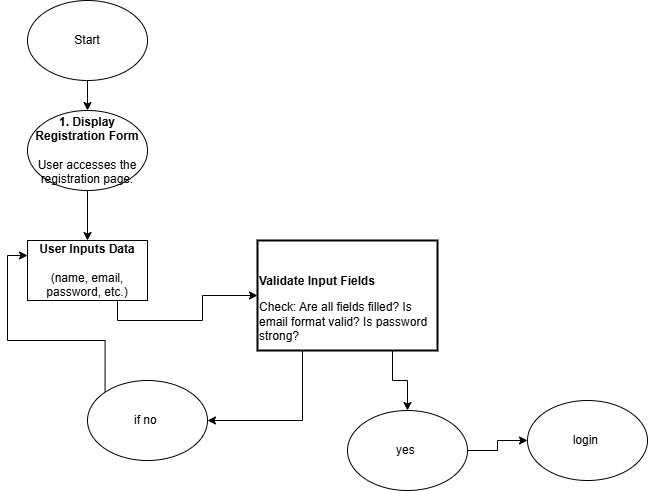 Start
1. Display
Registration Form
User accesses the
registration page.
User Inputs Data
(name, email,
password, etc.)
Validate Input Fields
Check: Are all fields filled? Is
email format valid? Is password
strong?
if no
yes
login